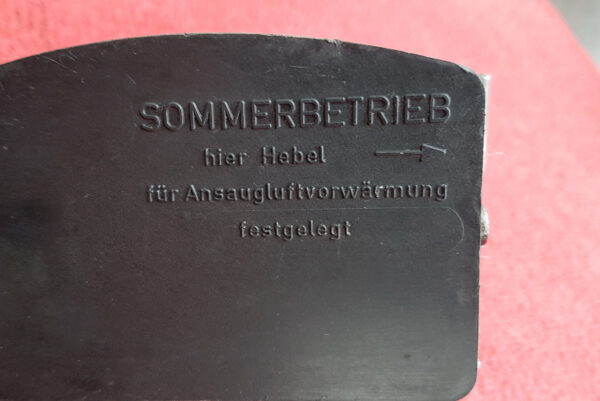 SOMMERBETRIEB
hier Hebel →
für Ansaugluftvorwärmung
festgelegt